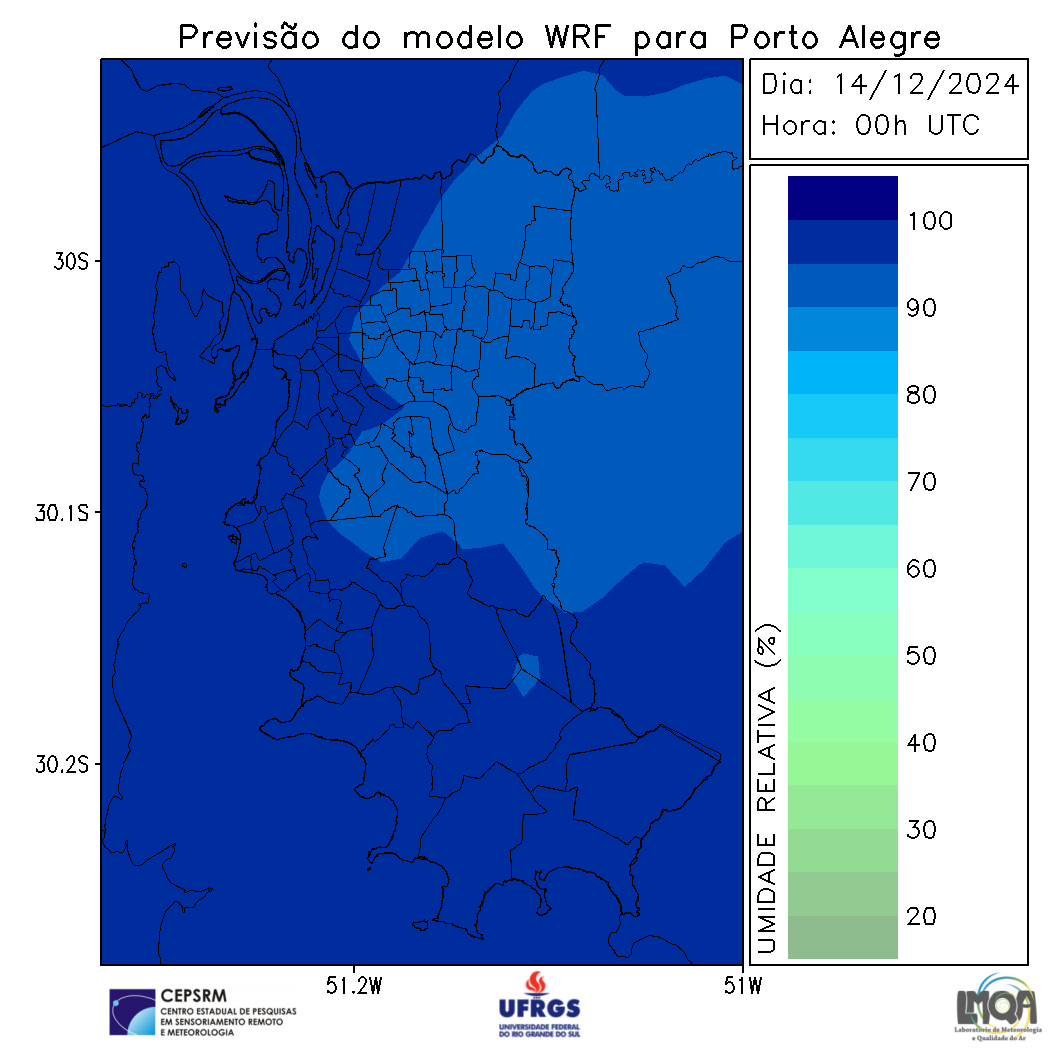 Previsão do modelo WRF para Porto Alegre
Dia: 14/12/2024
Hora: 00h UTC
30S
30.1S
30.2S
51.2W
51W
100
90
80
70
60
50
40
30
20
UMIDADE RELATIVA (%)
CEPSRM
CENTRO ESTADUAL DE PESQUISAS
EM SENSORIAMENTO REMOTO
E METEOROLOGIA
UFRGS
UNIVERSIDADE FEDERAL
DO RIO GRANDE DO SUL
LMQA
Laboratório de Meteorologia
e Qualidade do Ar